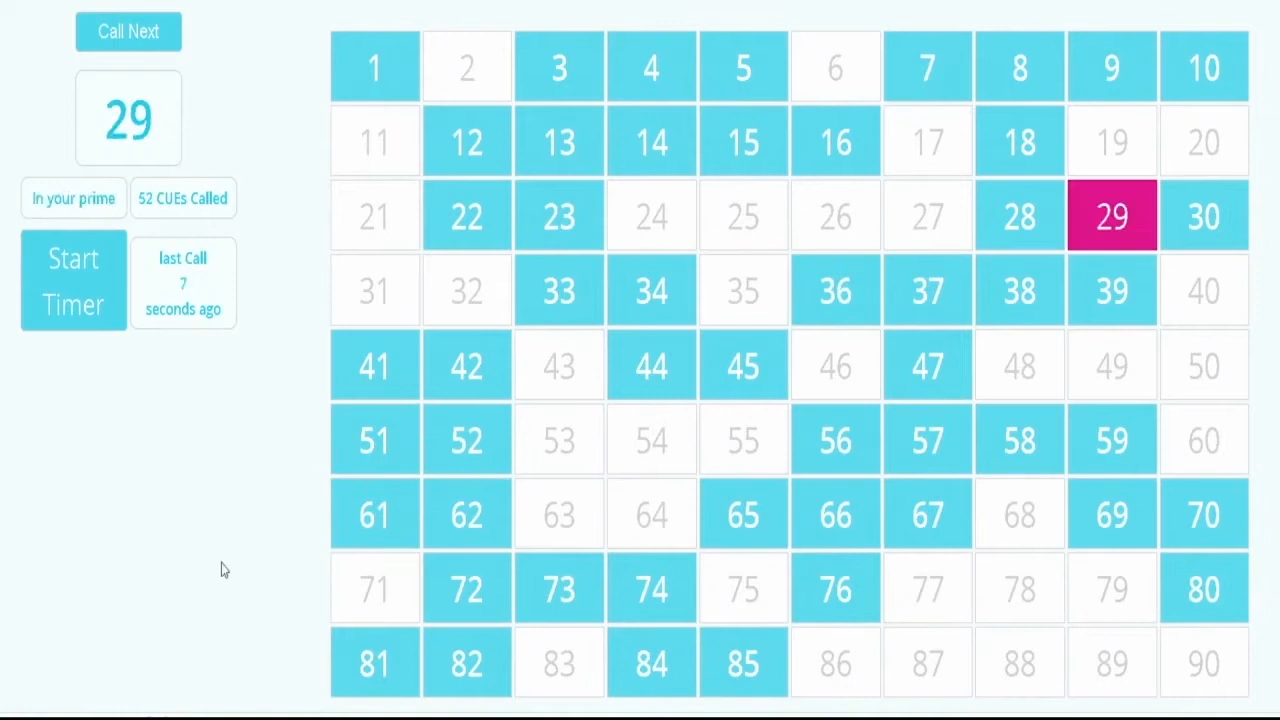 Call Next
29
In your prime
52 CUEs Called
Start
Timer
last Call
7
seconds ago
1 2 3 4 5 6 7 8 9 10
11 12 13 14 15 16 17 18 19 20
21 22 23 24 25 26 27 28 29 30
31 32 33 34 35 36 37 38 39 40
41 42 43 44 45 46 47 48 49 50
51 52 53 54 55 56 57 58 59 60
61 62 63 64 65 66 67 68 69 70
71 72 73 74 75 76 77 78 79 80
81 82 83 84 85 86 87 88 89 90